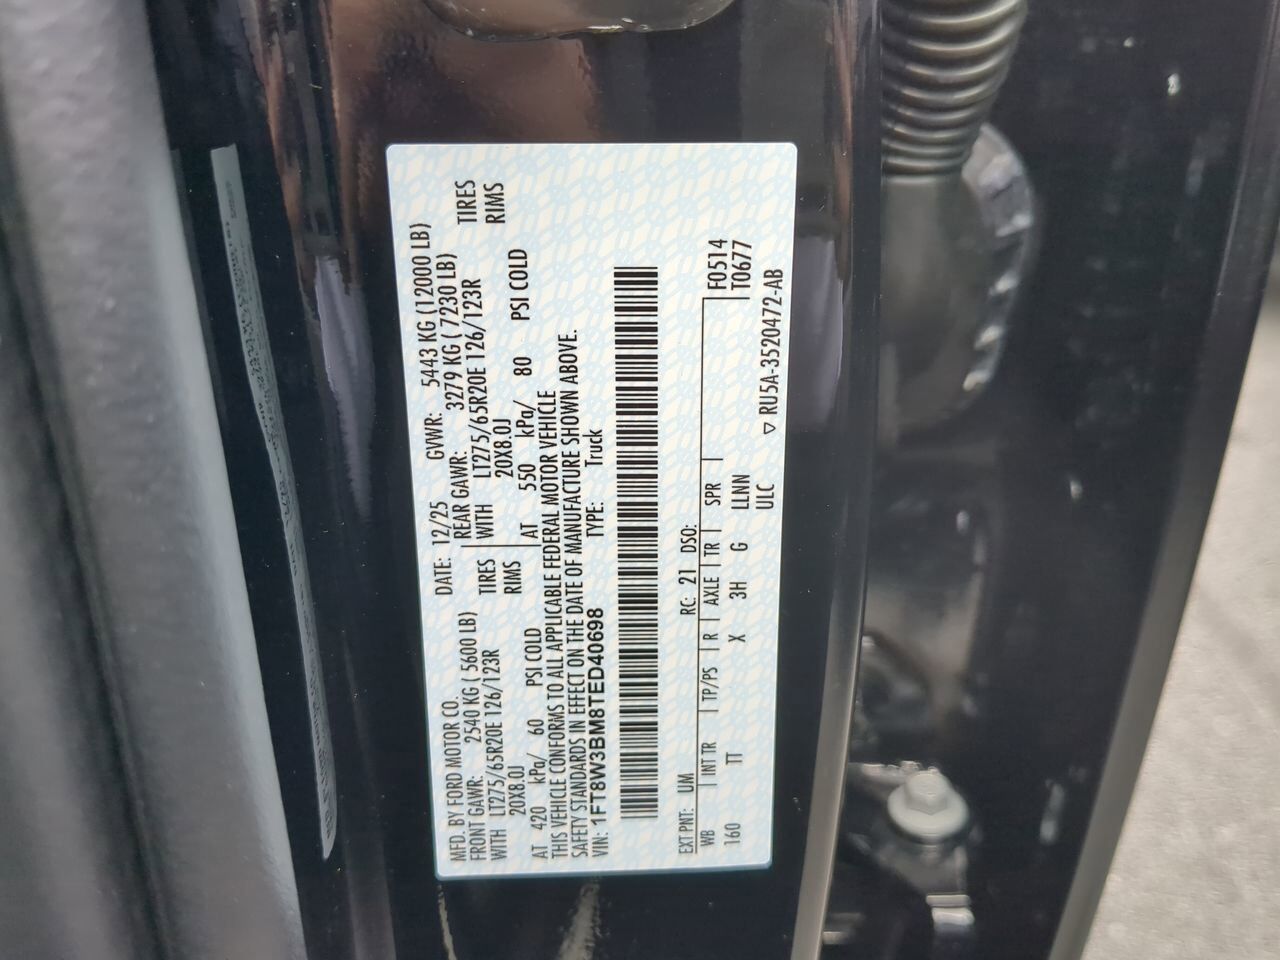 MFD. BY FORD MOTOR CO. DATE: 12/25 GVWR: 5443 KG (12000 LB)
FRONT GAWR: 2540 KG ( 5600 LB) REAR GAWR: 3279 KG ( 7230 LB)
WITH LT275/65R20E 126/123R TIRES WITH LT275/65R20E 126/123R TIRES
20X8.0J RIMS 20X8.0J RIMS
AT 420 kPa/ 60 PSI COLD AT 550 kPa/ 80 PSI COLD
THIS VEHICLE CONFORMS TO ALL APPLICABLE FEDERAL MOTOR VEHICLE
SAFETY STANDARDS IN EFFECT ON THE DATE OF MANUFACTURE SHOWN ABOVE.
VIN: 1FT8W3BM8TED40698 TYPE: Truck
EXT PNT: UM RC: 21 DSO:
WB INT TR TP/PS R AXLE TR SPR F0514
160 TT X 3H G LLNN T0677
ULC
▽ RU5A-3520472-AB